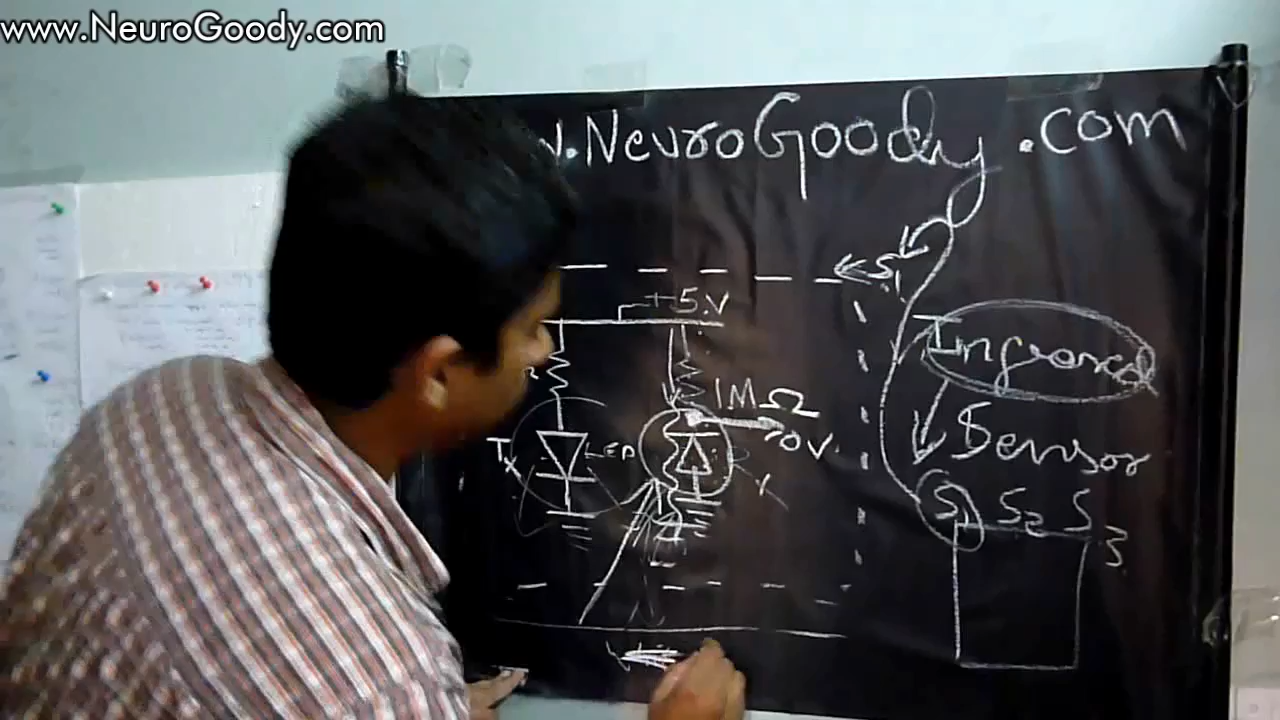 www.NeuroGoody.com
w.NeuroGoody.com
S1
+5V
Infrared
1MΩ
Sensor
0V
Tx
LED
S S2 S3